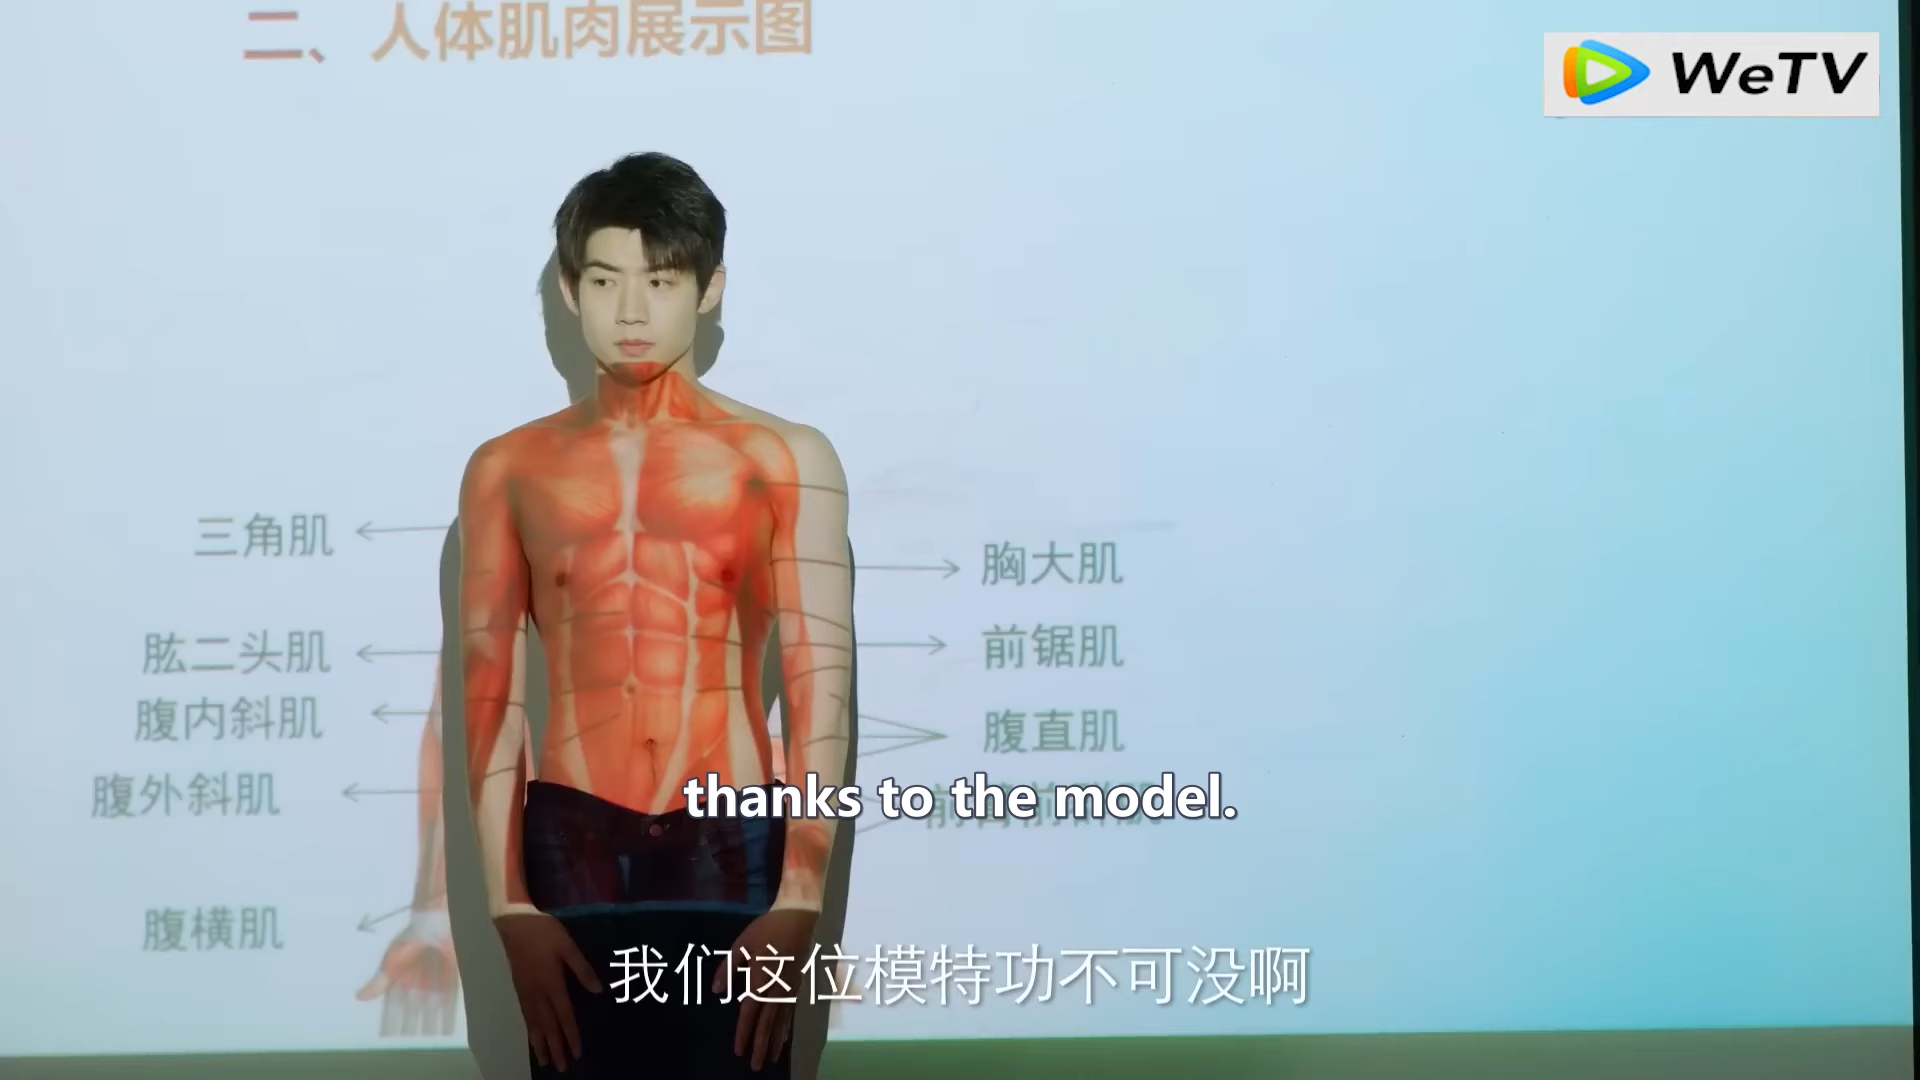 二、人体肌肉展示图
WeTV
三角肌
胸大肌
肱二头肌
前锯肌
腹内斜肌
腹直肌
腹外斜肌
thanks to the model.
腹横肌
我们这位模特功不可没啊